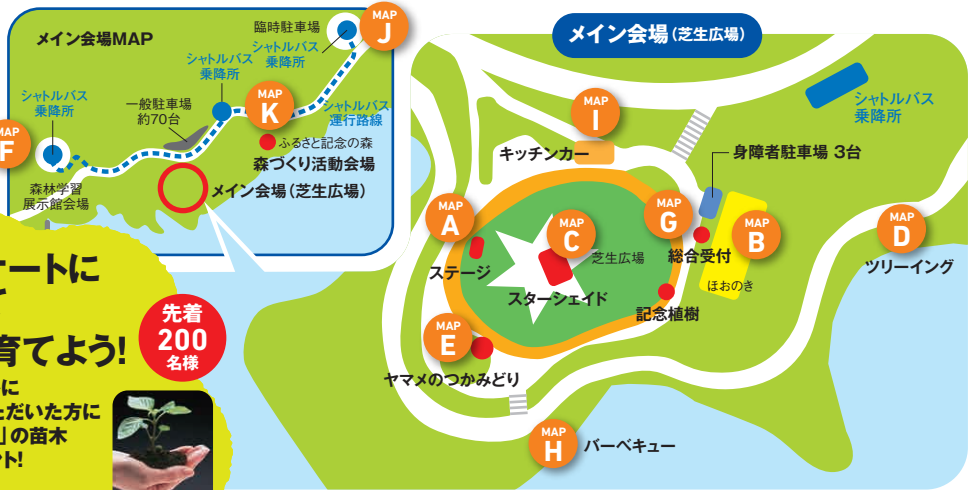 メイン会場MAP
臨時駐車場
シャトルバス
乗降所
MAP
J
シャトルバス
乗降所
シャトルバス
乗降所
一般駐車場
約70台
MAP
K
シャトルバス
運行路線
MAP
F
ふるさと記念の森
森づくり活動会場
メイン会場(芝生広場)
森林学習
展示館会場
メイン会場(芝生広場)
シャトルバス
乗降所
MAP
I
キッチンカー
身障者駐車場 3台
MAP
A
ステージ
MAP
C
芝生広場
スターシェイド
MAP
G
総合受付
MAP
B
ほおのき
記念植樹
MAP
D
ツリーイング
MAP
E
ヤマメのつかみどり
MAP
H
バーベキュー
ートに
育てよう!
先着
200
名様
に
ただいた方に
」の苗木
ント!